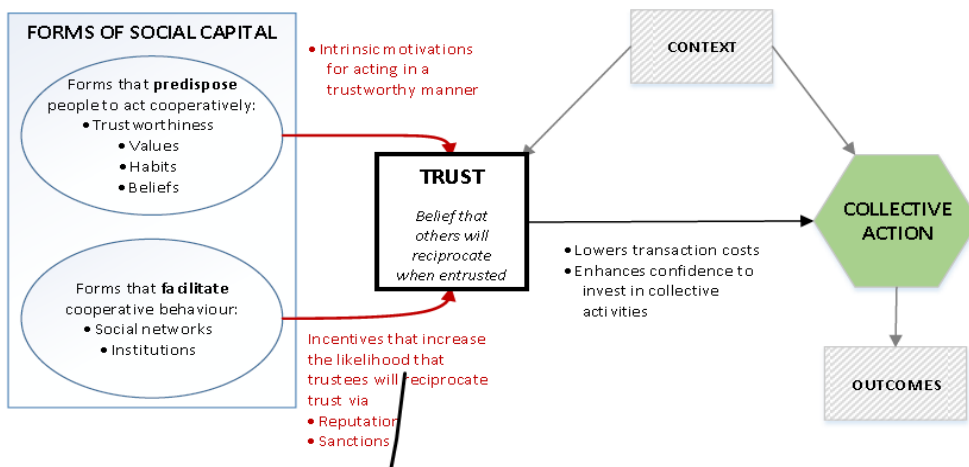 FORMS OF SOCIAL CAPITAL
Forms that predispose
people to act cooperatively:
• Trustworthiness
• Values
• Habits
• Beliefs
Forms that facilitate
cooperative behaviour:
• Social networks
• Institutions
• Intrinsic motivations
for acting in a
trustworthy manner
Incentives that increase
the likelihood that
trustees will reciprocate
trust via
• Reputation
• Sanctions
TRUST
Belief that
others will
reciprocate
when entrusted
CONTEXT
• Lowers transaction costs
• Enhances confidence to
invest in collective
activities
COLLECTIVE
ACTION
OUTCOMES